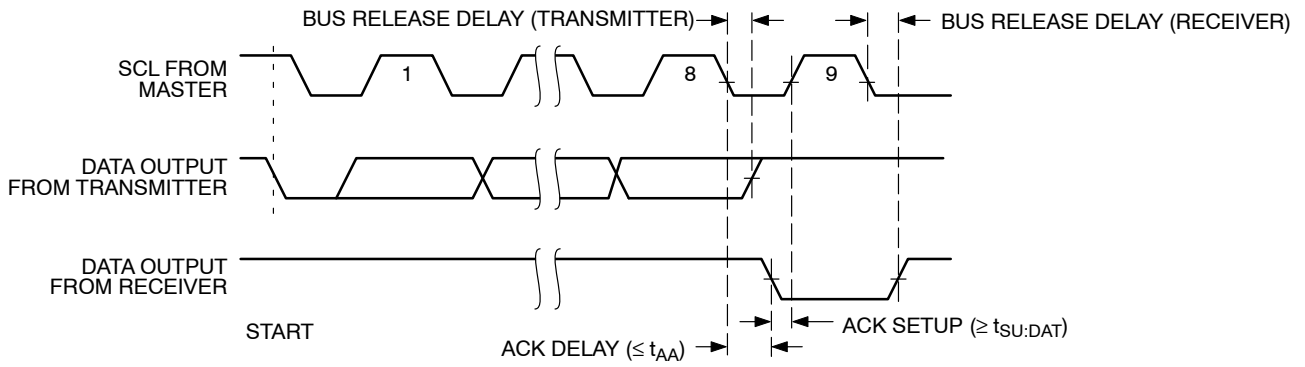 BUS RELEASE DELAY (TRANSMITTER)
BUS RELEASE DELAY (RECEIVER)
SCL FROM
MASTER
1
8
9
DATA OUTPUT
FROM TRANSMITTER
DATA OUTPUT
FROM RECEIVER
START
ACK SETUP (≥ tSU:DAT)
ACK DELAY (≤ tAA)